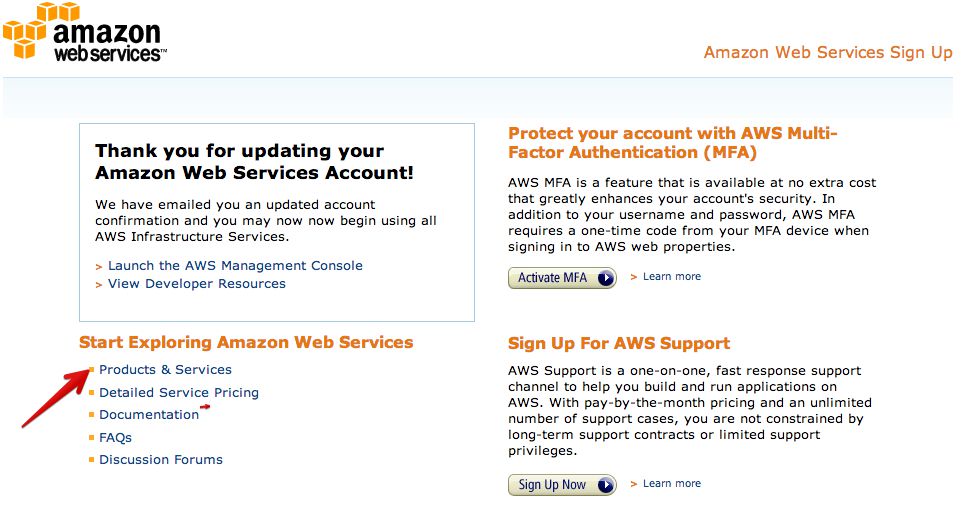 amazon
web services™
Amazon Web Services Sign Up
Thank you for updating your
Amazon Web Services Account!
We have emailed you an updated account
confirmation and you may now now begin using all
AWS Infrastructure Services.
> Launch the AWS Management Console
> View Developer Resources
Start Exploring Amazon Web Services
Products & Services
Detailed Service Pricing
Documentation
FAQs
Discussion Forums
Protect your account with AWS Multi-
Factor Authentication (MFA)
AWS MFA is a feature that is available at no extra cost
that greatly enhances your account's security. In
addition to your username and password, AWS MFA
requires a one-time code from your MFA device when
signing in to AWS web properties.
Activate MFA > Learn more
Sign Up For AWS Support
AWS Support is a one-on-one, fast response support
channel to help you build and run applications on
AWS. With pay-by-the-month pricing and an unlimited
number of support cases, you are not constrained by
long-term support contracts or limited support
privileges.
Sign Up Now > Learn more